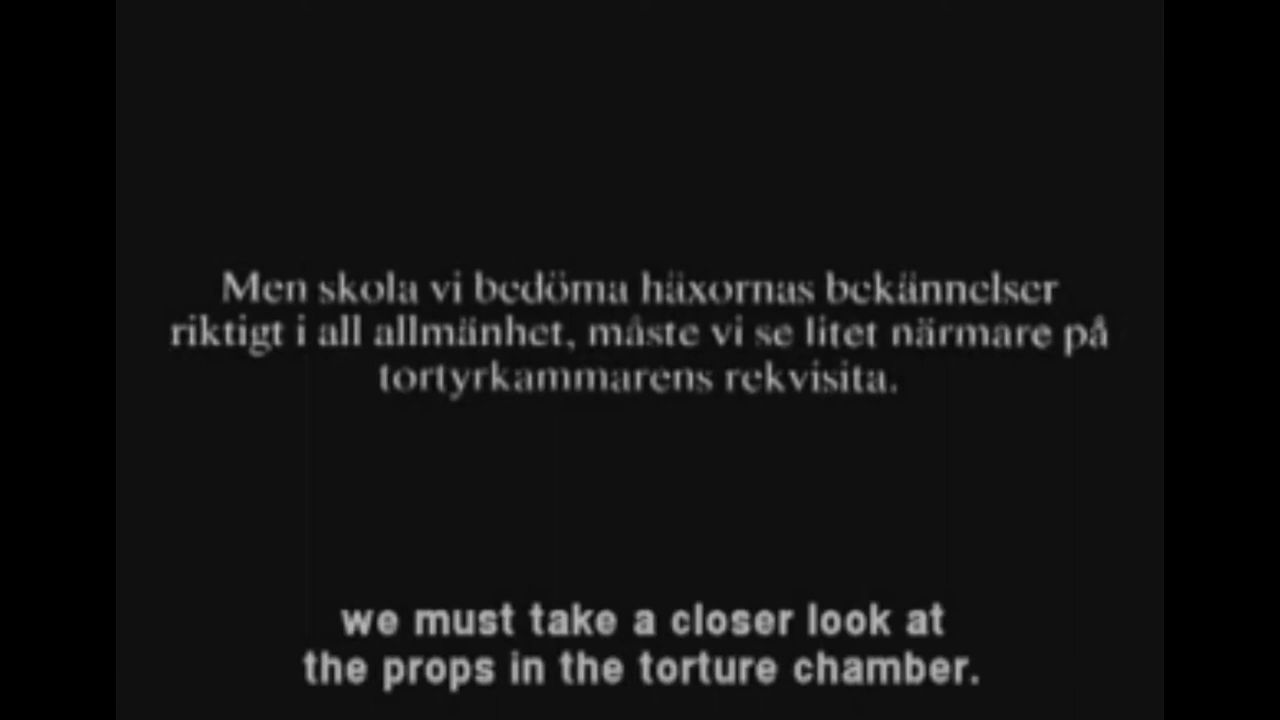 Men skola vi bedöma häxornas bekännelser
riktigt i all allmänhet, måste vi se litet närmare på
tortyrkammarens rekvisita.
we must take a closer look at
the props in the torture chamber.